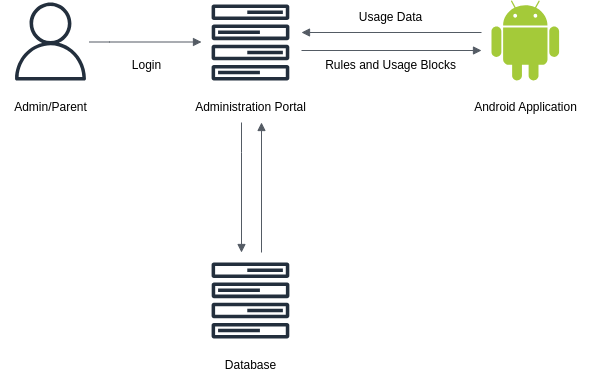 Usage Data
Login
Rules and Usage Blocks
Admin/Parent
Administration Portal
Android Application
Database